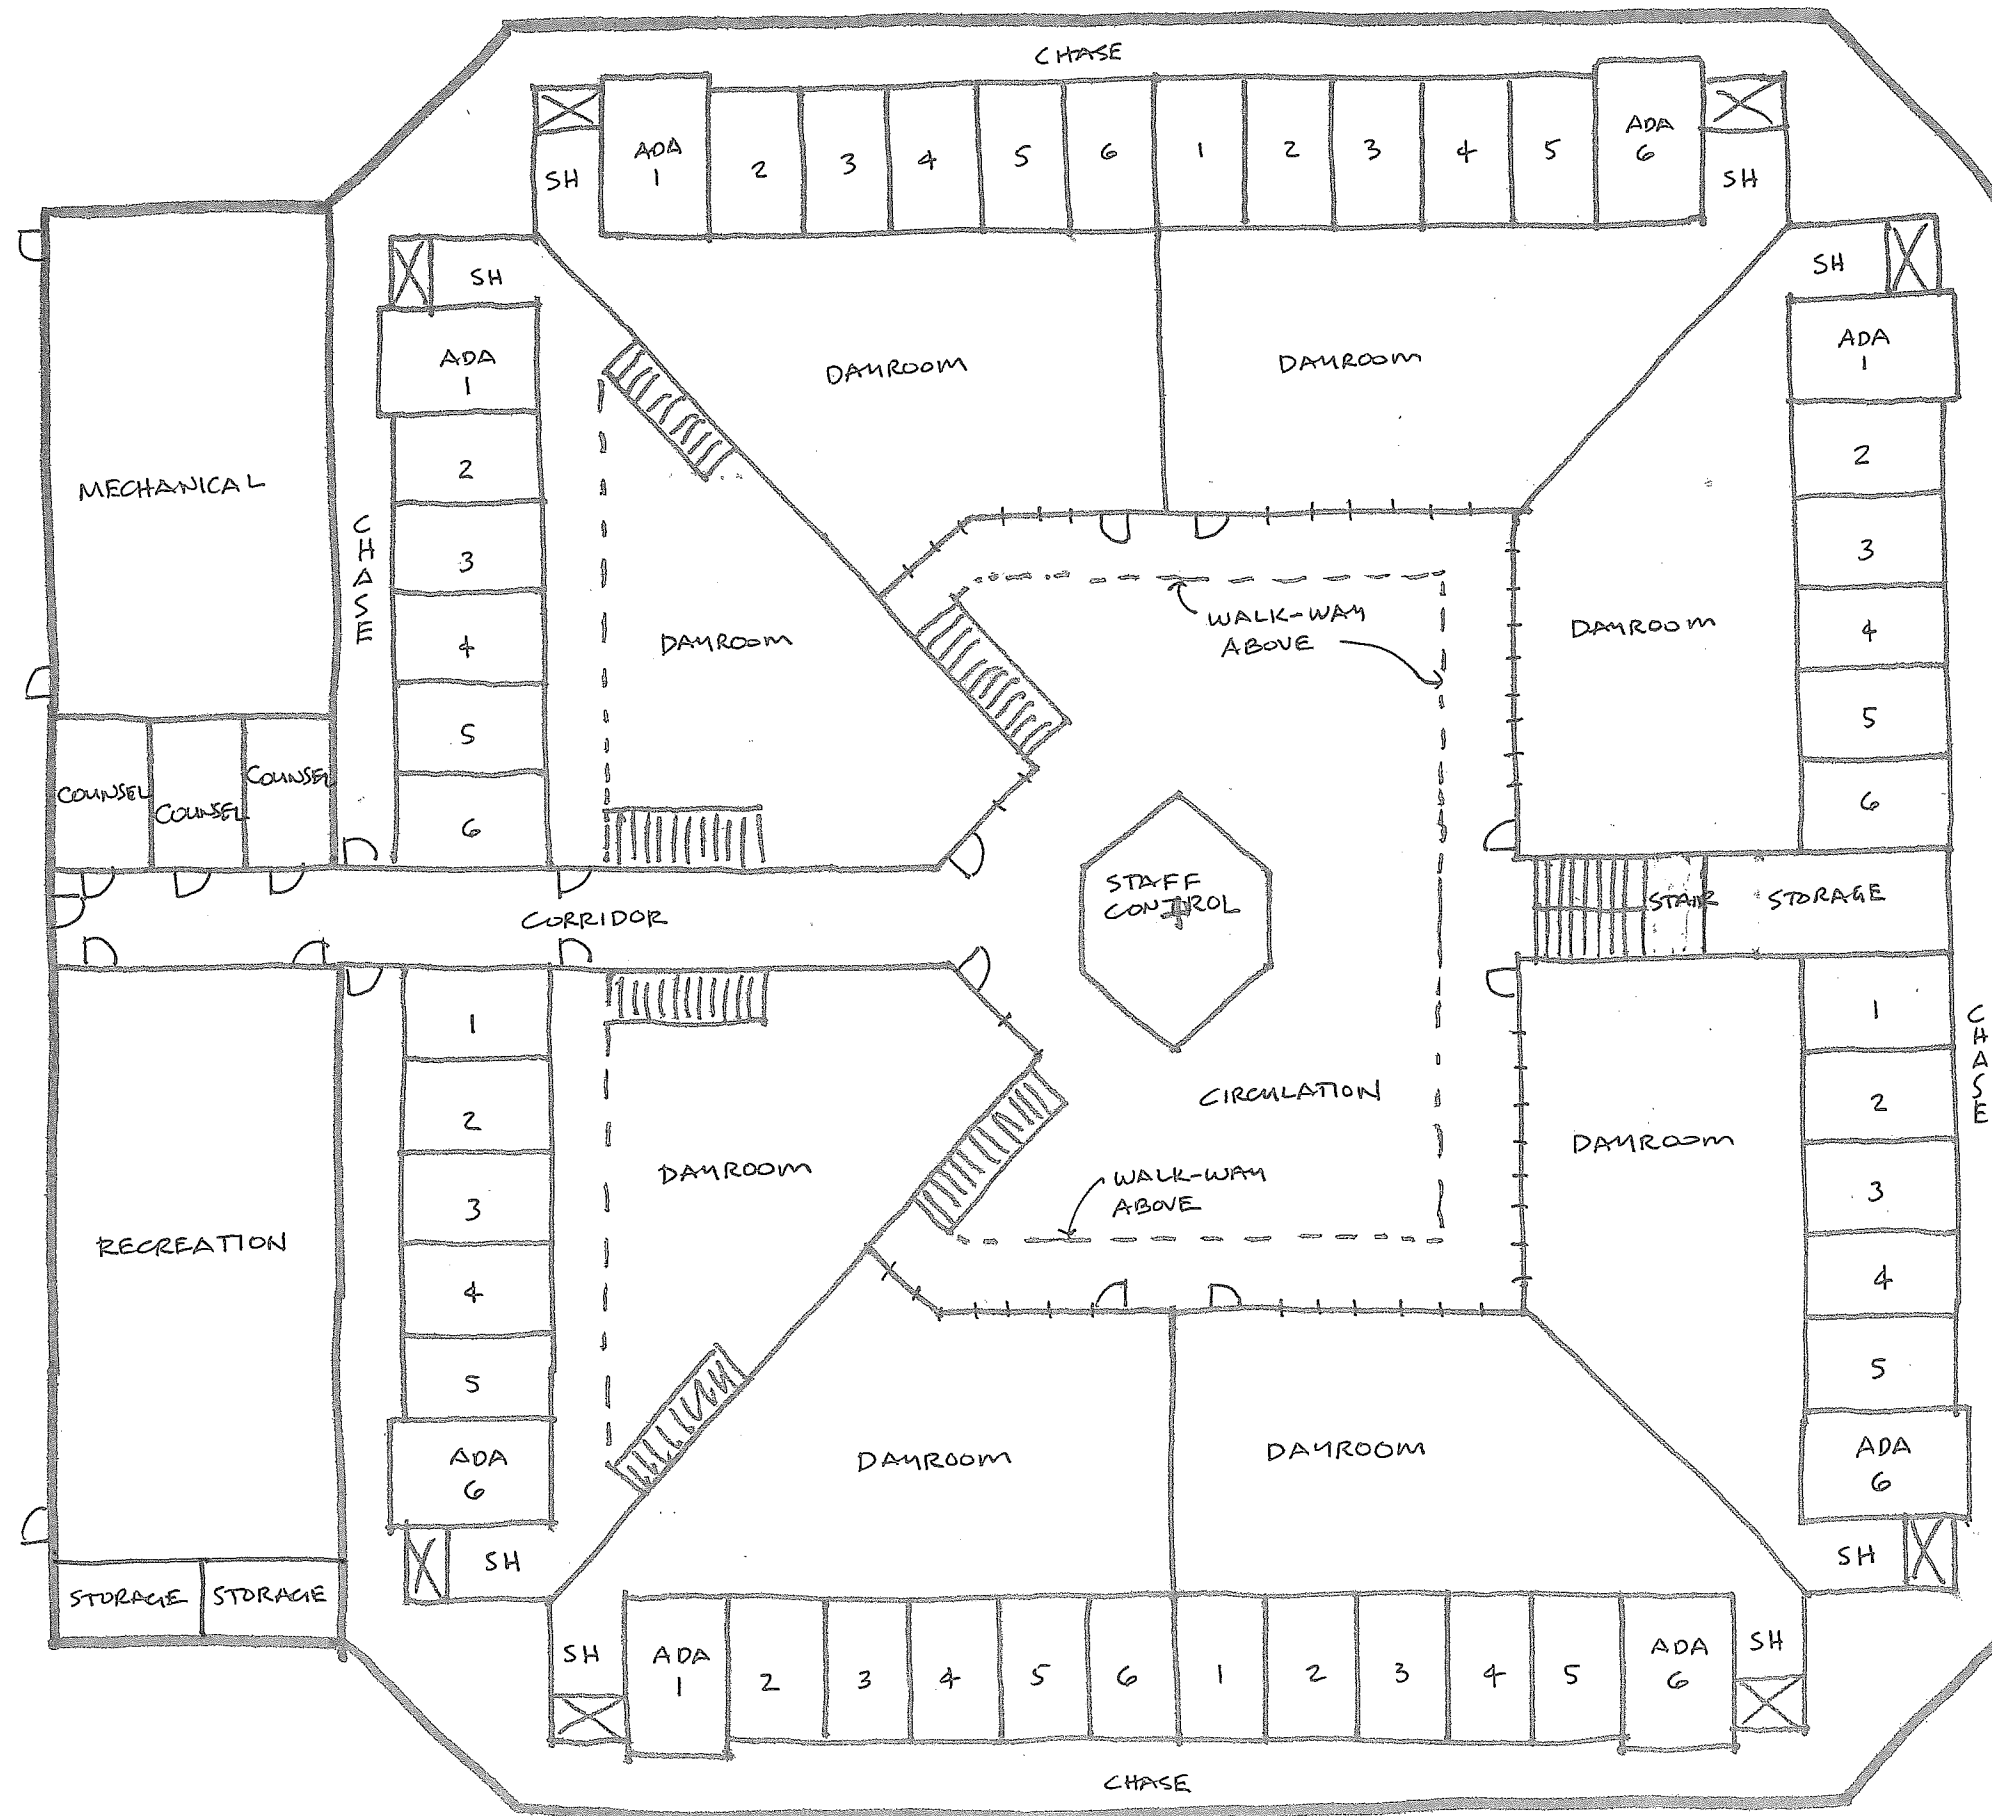 CHASE
ADA
1
2
3
4
5
6
1
2
3
4
5
ADA
6
SH
SH
SH
SH
ADA
1
2
3
4
5
6
DAYROOM
DAYROOM
ADA
1
2
3
4
5
6
MECHANICAL
CHASE
DAYROOM
WALK-WAY
ABOVE
DAYROOM
COUNSEL
COUNSEL
COUNSEL
STAFF
CONTROL
STAIR
STORAGE
CORRIDOR
1
2
3
4
5
ADA
6
CIRCULATION
DAYROOM
WALK-WAY
ABOVE
DAYROOM
1
2
3
4
5
ADA
6
CHASE
RECREATION
DAYROOM
DAYROOM
SH
SH
STORAGE
STORAGE
SH
ADA
1
2
3
4
5
6
1
2
3
4
5
ADA
6
SH
CHASE